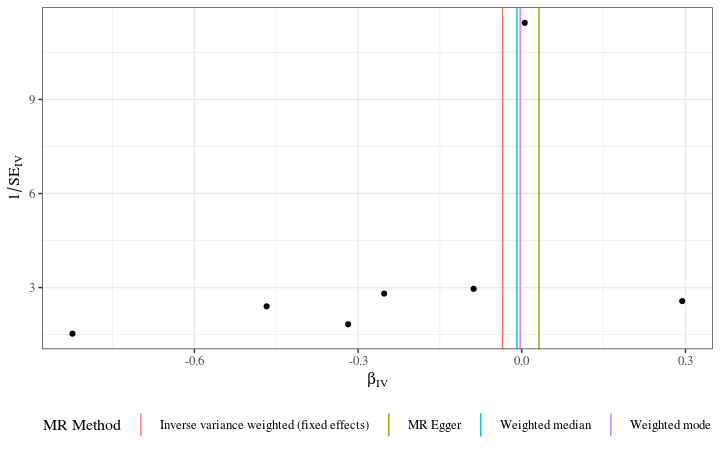 9
6
3
1/SE_IV
-0.6
-0.3
0.0
0.3
β_IV
MR Method
Inverse variance weighted (fixed effects)
MR Egger
Weighted median
Weighted mode